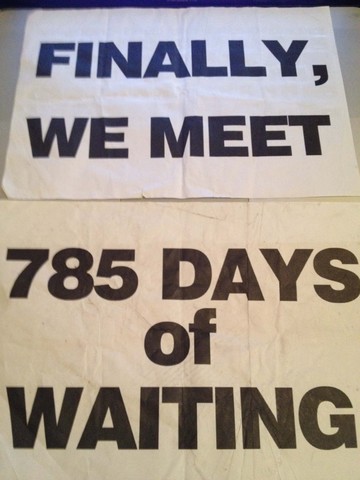 FINALLY,
WE MEET
785 DAYS
of
WAITING